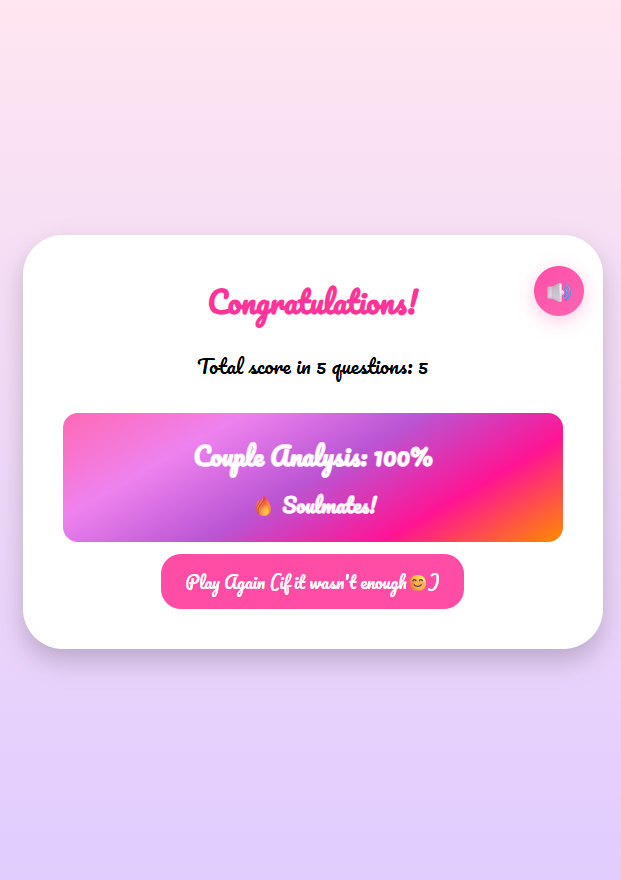 Congratulations!
Total score in 5 questions: 5
Couple Analysis: 100%
🔥 Soulmates!
Play Again (if it wasn't enough 😊)